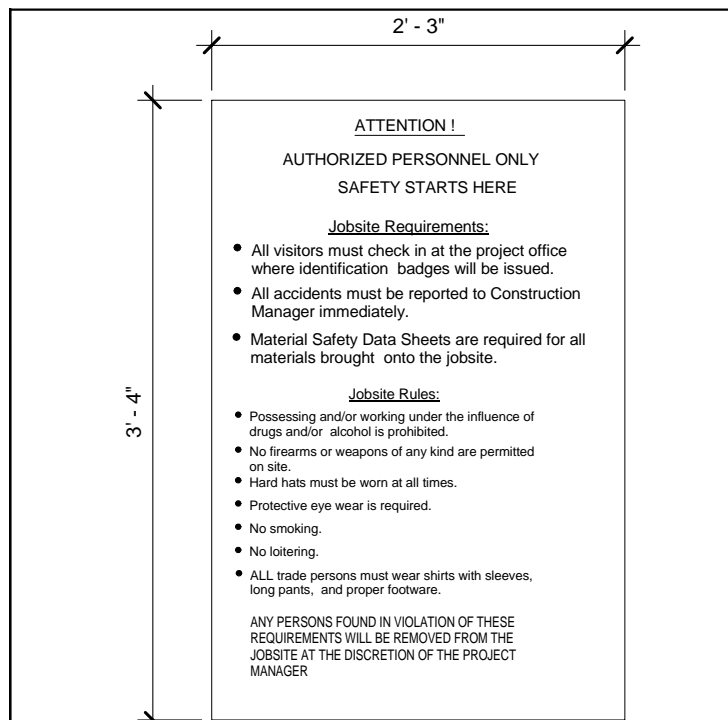 2' - 3"
3' - 4"
ATTENTION !
AUTHORIZED PERSONNEL ONLY
SAFETY STARTS HERE
Jobsite Requirements:
• All visitors must check in at the project office
where identification badges will be issued.
• All accidents must be reported to Construction
Manager immediately.
• Material Safety Data Sheets are required for all
materials brought onto the jobsite.
Jobsite Rules:
• Possessing and/or working under the influence of
drugs and/or alcohol is prohibited.
• No firearms or weapons of any kind are permitted
on site.
• Hard hats must be worn at all times.
• Protective eye wear is required.
• No smoking.
• No loitering.
• ALL trade persons must wear shirts with sleeves,
long pants, and proper footware.
ANY PERSONS FOUND IN VIOLATION OF THESE
REQUIREMENTS WILL BE REMOVED FROM THE
JOBSITE AT THE DISCRETION OF THE PROJECT
MANAGER